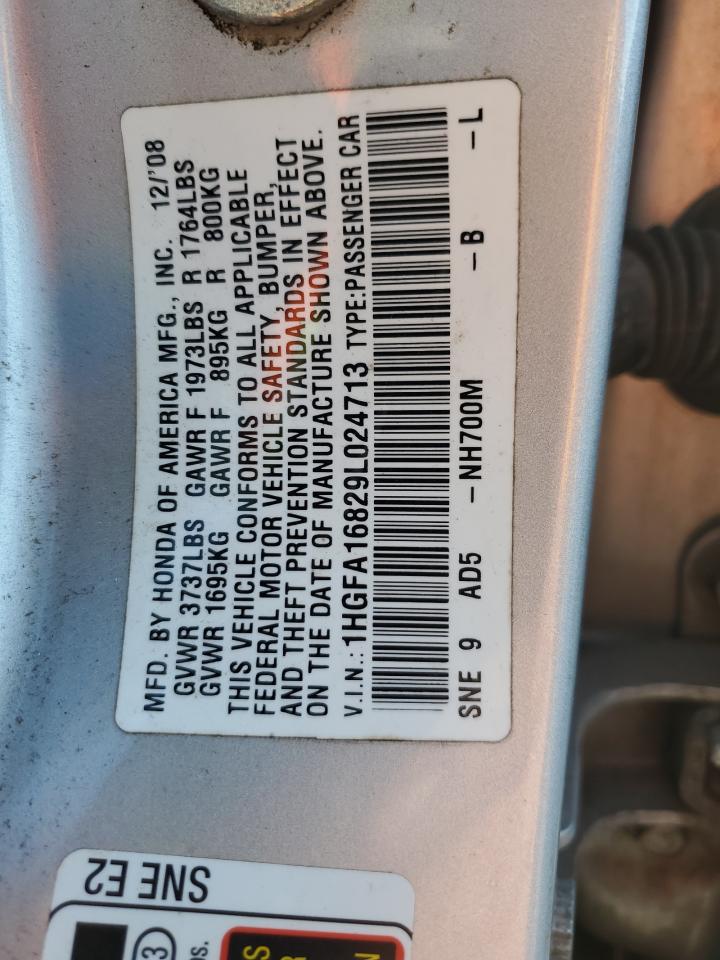 MFD. BY HONDA OF AMERICA MFG., INC. 12/'08
GVWR 3737LBS GAWR F 1973LBS R 1764LBS
GVWR 1695KG GAWR F 895KG R 800KG
THIS VEHICLE CONFORMS TO ALL APPLICABLE
FEDERAL MOTOR VEHICLE SAFETY, BUMPER,
AND THEFT PREVENTION STANDARDS IN EFFECT
ON THE DATE OF MANUFACTURE SHOWN ABOVE.
V.I.N.: 1HGFA16829L024713 TYPE:PASSENGER CAR
SNE 9 AD5 -NH700M -B -L
SNE E2
3